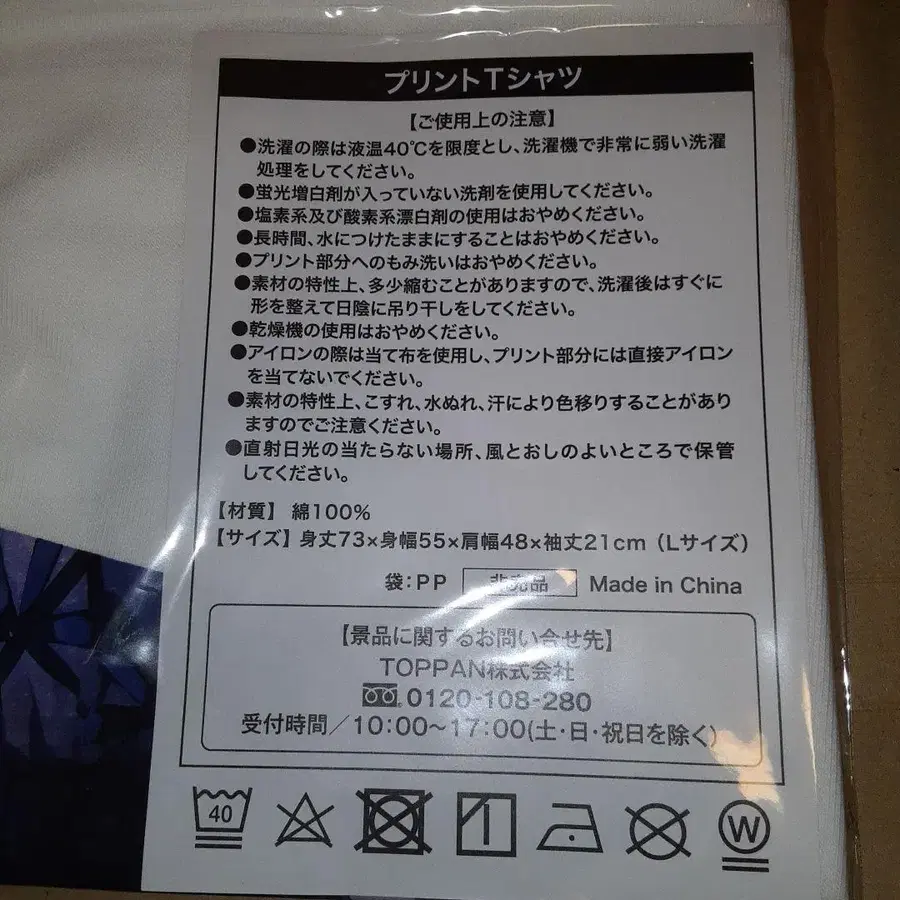 プリントTシャツ
【ご使用上の注意】
●洗濯の際は液温40℃を限度とし、洗濯機で非常に弱い洗濯
処理をしてください。
●蛍光増白剤が入っていない洗剤を使用してください。
●塩素系及び酸素系漂白剤の使用はおやめください。
●長時間、水につけたままにすることはおやめください。
●プリント部分へのもみ洗いはおやめください。
●素材の特性上、多少縮むことがありますので、洗濯後はすぐに
形を整えて日陰に吊り干しをしてください。
●乾燥機の使用はおやめください。
●アイロンの際は当て布を使用し、プリント部分には直接アイロン
を当てないでください。
●素材の特性上、こすれ、水ぬれ、汗により色移りすることがあり
ますのでご注意ください。
●直射日光の当たらない場所、風とおしのよいところで保管
してください。
【材質】 綿100%
【サイズ】身丈73×身幅55×肩幅48×袖丈21cm（Lサイズ）
袋:PP 非売品 Made in China
【景品に関するお問い合せ先】
TOPPAN株式会社
0120-108-280
受付時間／10:00～17:00(土・日・祝日を除く)
40 W